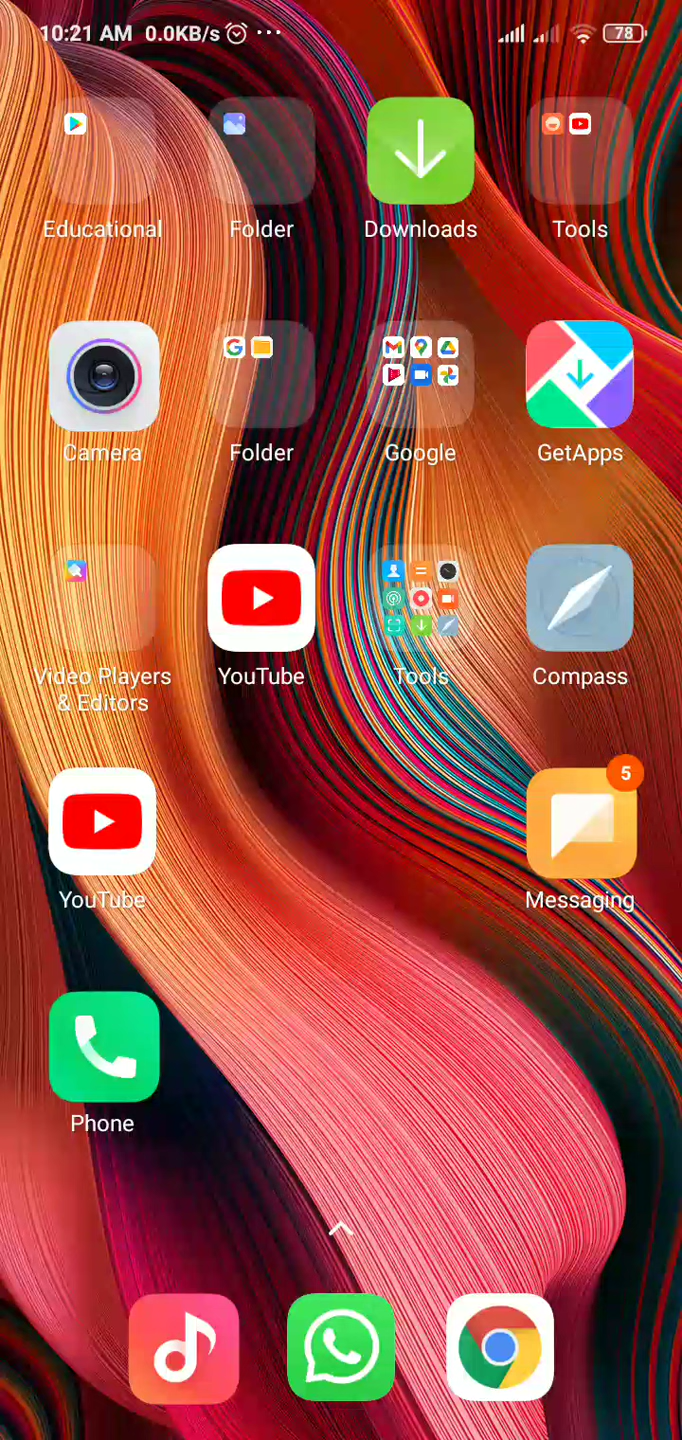 10:21 AM 0.0KB/s ... 78
Educational Folder Downloads Tools
Camera Folder Google GetApps
Video Players
& Editors YouTube Tools Compass
5
YouTube Messaging
Phone